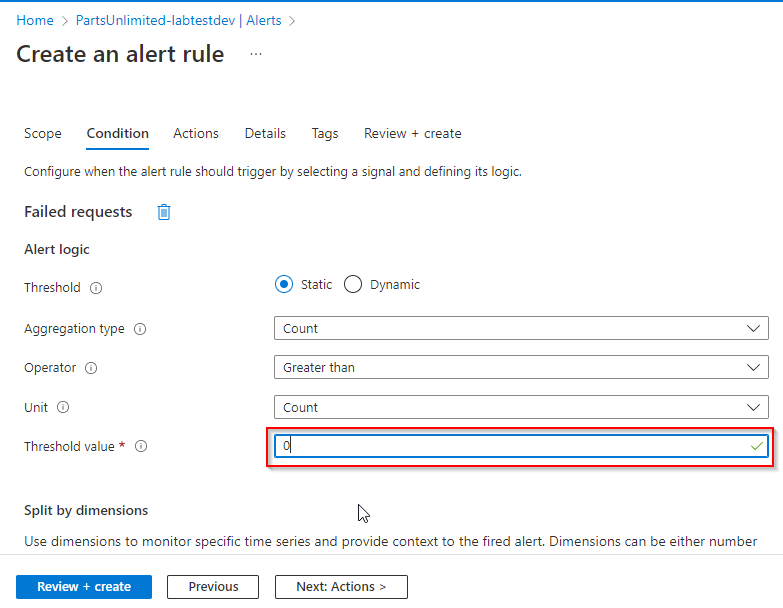 Home > PartsUnlimited-labtestdev | Alerts >
Create an alert rule ...
Scope Condition Actions Details Tags Review + create
Configure when the alert rule should trigger by selecting a signal and defining its logic.
Failed requests
Alert logic
Threshold Static Dynamic
Aggregation type Count
Operator Greater than
Unit Count
Threshold value * 0
Split by dimensions
Use dimensions to monitor specific time series and provide context to the fired alert. Dimensions can be either number
Review + create Previous Next: Actions >